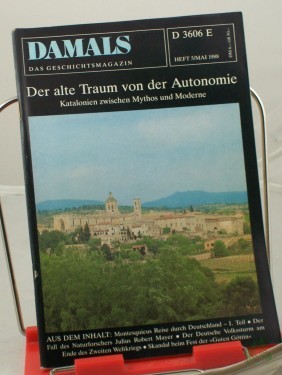 DAMALS
DAS GESCHICHTSMAGAZIN
D 3606 E
HEFT 5/MAI 1989
Der alte Traum von der Autonomie
Katalonien zwischen Mythos und Moderne
AUS DEM INHALT: Montesquieus Reise durch Deutschland – 1. Teil • Der
Fall des Naturforschers Julius Robert Mayer • Der Deutsche Volkssturm am
Ende des Zweiten Weltkriegs • Skandal beim Fest der «Guten Göttin»